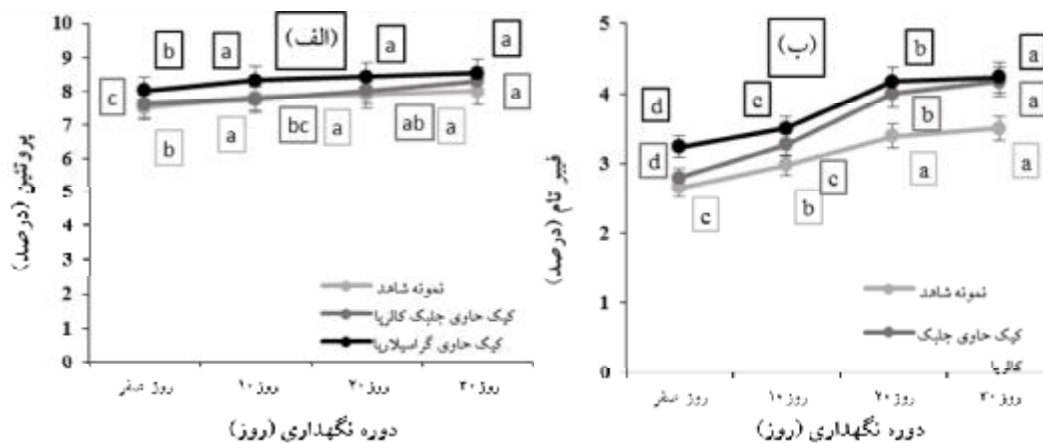 (الف)
پروتئین (درصد)
10
9
8
7
6
5
4
3
2
1
0
b
a
a
a
c
bc
ab
a
b
a
a
a
نمونه شاهد
کیک حاوی جلبک کالرپا
کیک حاوی گراسیلاریا
روز صفر
روز ۱۰
روز ۲۰
روز ۳۰
دوره نگهداری (روز)
(ب)
فیبر تام (درصد)
5
4
3
2
1
0
d
c
b
a
d
c
b
a
c
b
a
a
نمونه شاهد
کیک حاوی جلبک
کالرپا
روز صفر
روز ۱۰
روز ۲۰
روز ۳۰
دوره نگهداری (روز)